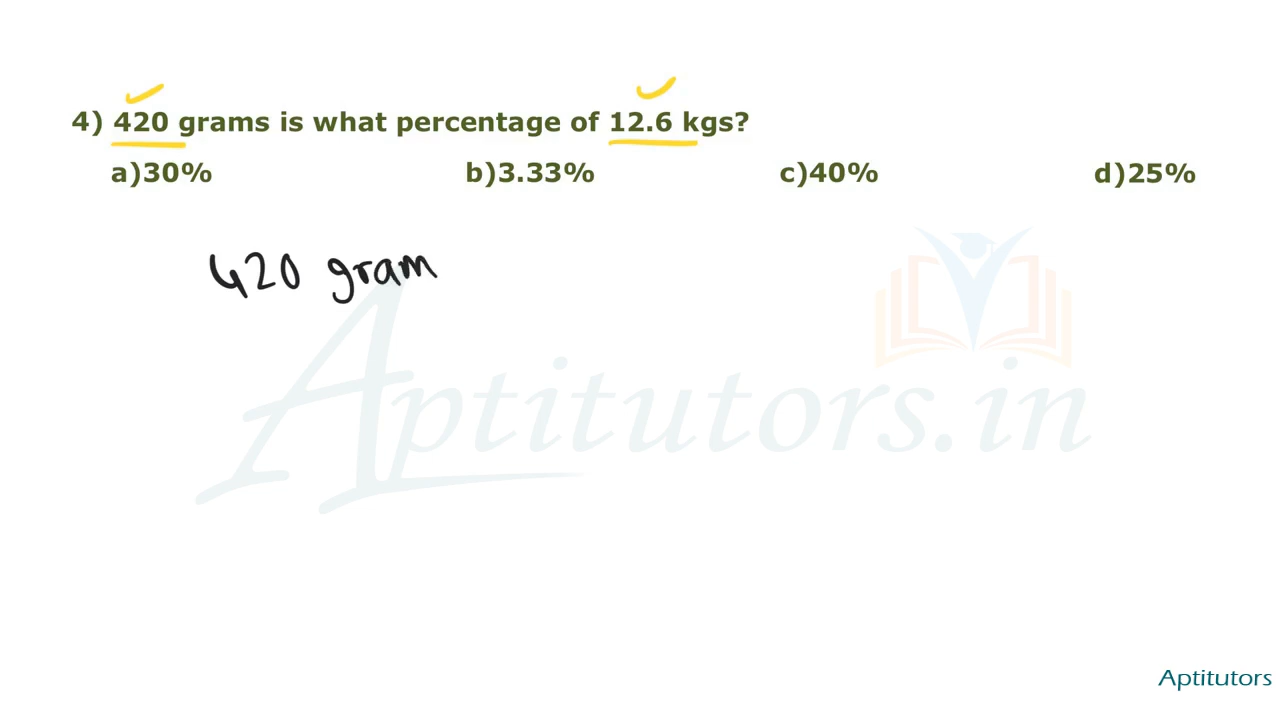 4) 420 grams is what percentage of 12.6 kgs?
a)30% b)3.33% c)40% d)25%
420 gram
Aptitutors.in
Aptitutors